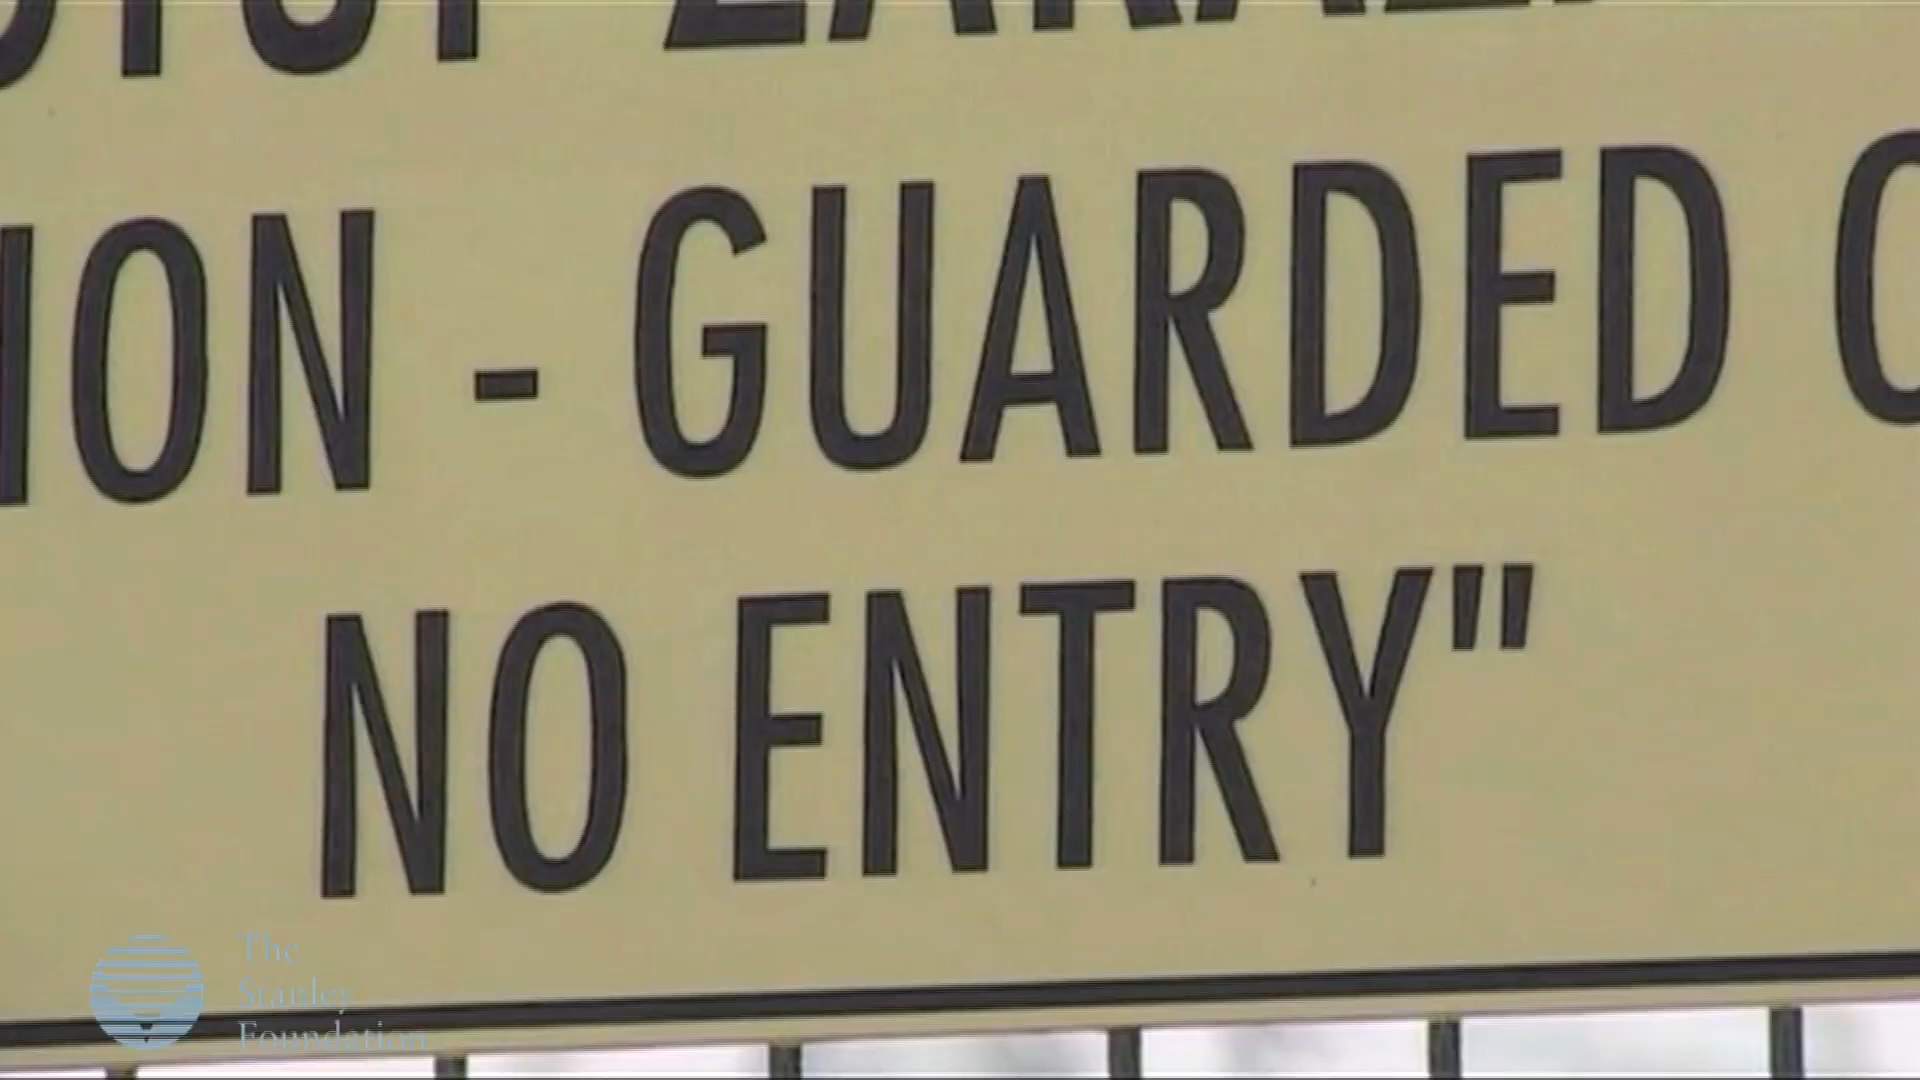 ION - GUARDED
NO ENTRY"
The
Stanley
Foundation